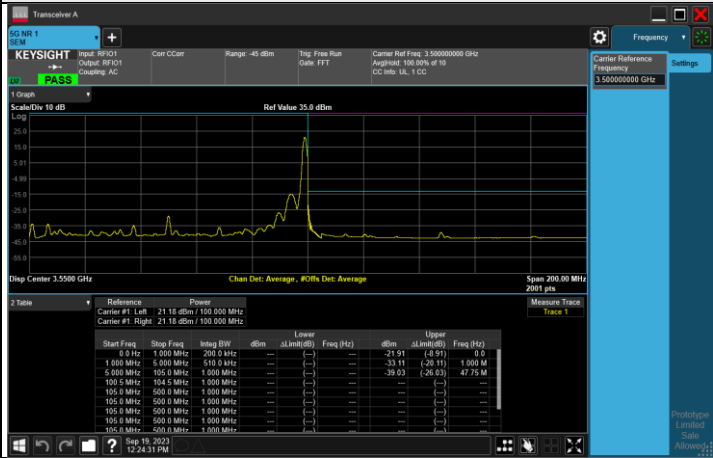 Transceiver A
5G NR 1
SEM
Frequency
KEYSIGHT
Input: RFIO1
Output: RFIO1
Coupling: AC
Corr CCorr
Range: -45 dBm
Trig: Free Run
Gate: FFT
Carrier Ref Freq: 3.500000000 GHz
Avg|Hold: 100.00% of 10
CC Info: UL, 1 CC
PASS
Carrier Reference
Frequency
3.500000000 GHz
Settings
1 Graph
Scale/Div 10 dB
Ref Value 35.0 dBm
Log
25.0
15.0
5.01
-4.99
-15.0
-25.0
-35.0
-45.0
-55.0
Disp Center 3.5500 GHz
Chan Det: Average, #Offs Det: Average
Span 200.00 MHz
2001 pts
2 Table
Reference Power
Carrier #1: Left 21.18 dBm / 100.000 MHz
Carrier #1: Right 21.18 dBm / 100.000 MHz
Measure Trace
Trace 1
Lower Upper
Start Freq Stop Freq Integ BW dBm ΔLimit(dB) Freq (Hz) dBm ΔLimit(dB) Freq (Hz)
0.0 Hz 1.000 MHz 200.0 kHz --- (---) --- -21.91 (-8.91) 0.0
1.000 MHz 5.000 MHz 510.0 kHz --- (---) --- -33.11 (-20.11) 1.000 M
5.000 MHz 105.0 MHz 1.000 MHz --- (---) --- -39.03 (-26.03) 47.75 M
100.5 MHz 104.5 MHz 1.000 MHz --- (---) --- --- (---) ---
105.0 MHz 500.0 MHz 1.000 MHz --- (---) --- --- (---) ---
105.0 MHz 500.0 MHz 1.000 MHz --- (---) --- --- (---) ---
105.0 MHz 500.0 MHz 1.000 MHz --- (---) --- --- (---) ---
105.0 MHz 500.0 MHz 1.000 MHz --- (---) --- --- (---) ---
105.0 MHz 500.0 MHz 1.000 MHz --- (---) --- --- (---) ---
Prototype
Limited
Sale
Allowed
?
Sep 19, 2023
12:24:31 PM